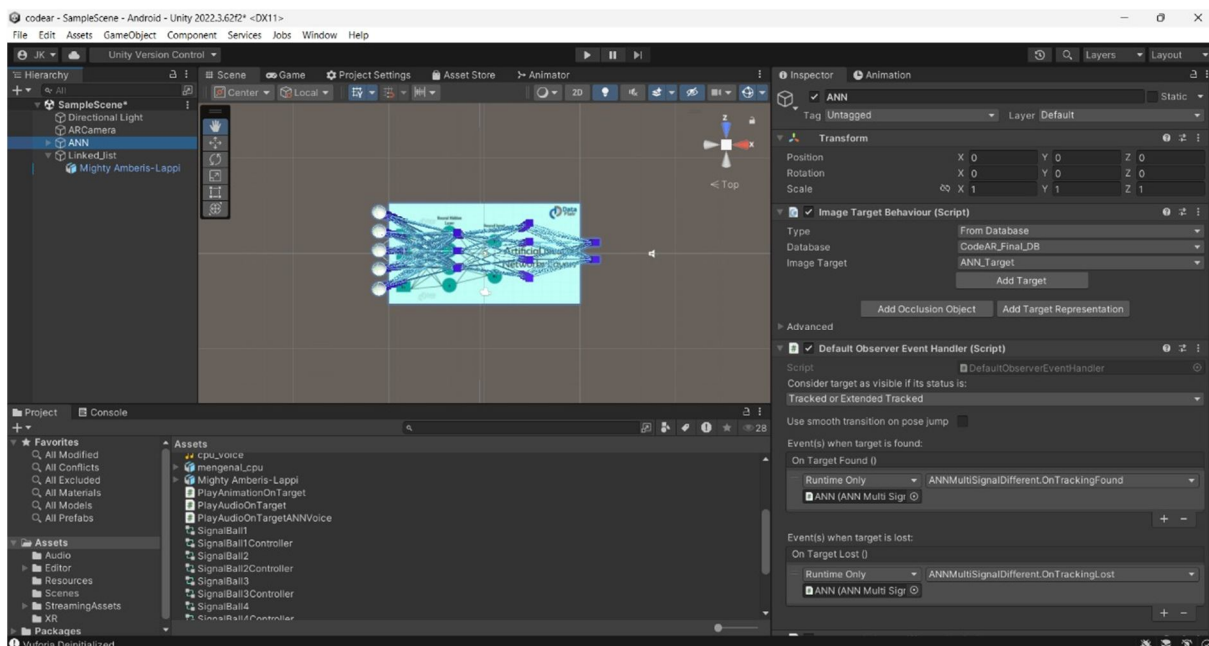 codear - SampleScene - Android - Unity 2022.3.62f2* <DX11>
File Edit Assets GameObject Component Services Jobs Window Help
JK Unity Version Control Layers Layout
Hierarchy
All
SampleScene*
Directional Light
ARCamera
ANN
Linked_list
Mighty Amberis-Lappi
Scene Game Project Settings Asset Store Animator
Center Local 2D
z
x
Top
Data
Inspector Animation
ANN Static
Tag Untagged Layer Default
Transform
Position X 0 Y 0 Z 0
Rotation X 0 Y 0 Z 0
Scale X 1 Y 1 Z 1
Image Target Behaviour (Script)
Type From Database
Database CodeAR_Final_DB
Image Target ANN_Target
Add Target
Add Occlusion Object Add Target Representation
Advanced
Default Observer Event Handler (Script)
Script DefaultObserverEventHandler
Consider target as visible if its status is:
Tracked or Extended Tracked
Use smooth transition on pose jump
Event(s) when target is found:
On Target Found ()
Runtime Only ANNMultiSignalDifferent.OnTrackingFound
ANN (ANN Multi Sigr
+ -
Event(s) when target is lost:
On Target Lost ()
Runtime Only ANNMultiSignalDifferent.OnTrackingLost
ANN (ANN Multi Sigr
+ -
Project Console
28
Favorites
All Modified
All Conflicts
All Excluded
All Materials
All Models
All Prefabs
Assets
Audio
Editor
Resources
Scenes
StreamingAssets
XR
Packages
Assets
cpu_voice
mengenal_cpu
Mighty Amberis-Lappi
PlayAnimationOnTarget
PlayAudioOnTarget
PlayAudioOnTargetANNVoice
SignalBall1
SignalBall1Controller
SignalBall2
SignalBall2Controller
SignalBall3
SignalBall3Controller
SignalBall4
SignalBall4Controller
Vuforia Deinitialized